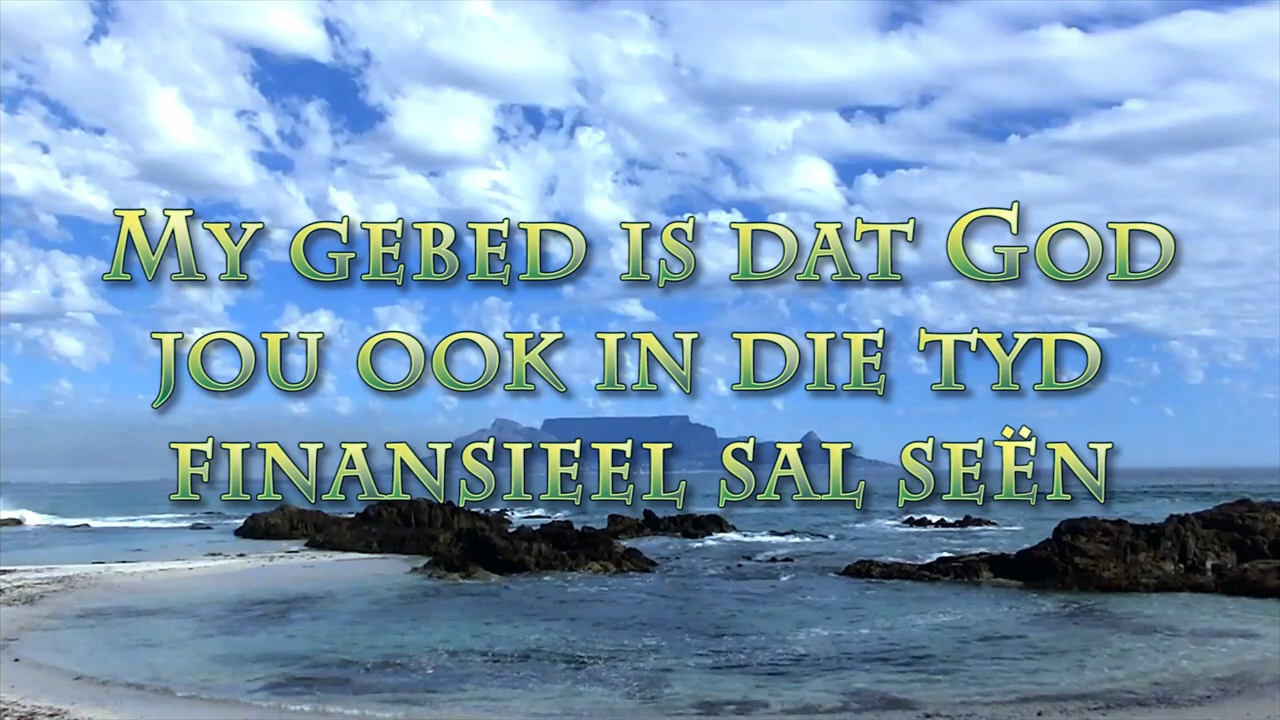 My gebed is dat God
jou ook in die tyd
finansieel sal seën